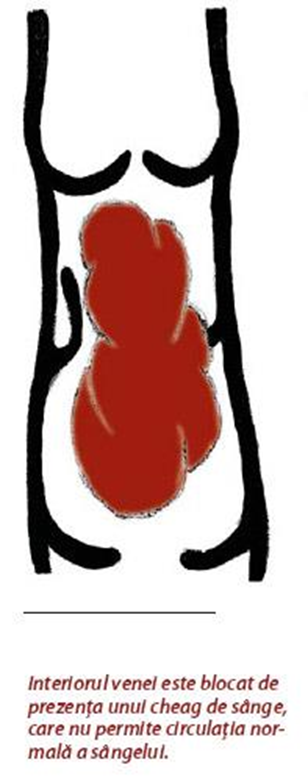 Interiorul venei este blocat de
prezența unui cheag de sânge,
care nu permite circulația nor-
mală a sângelui.